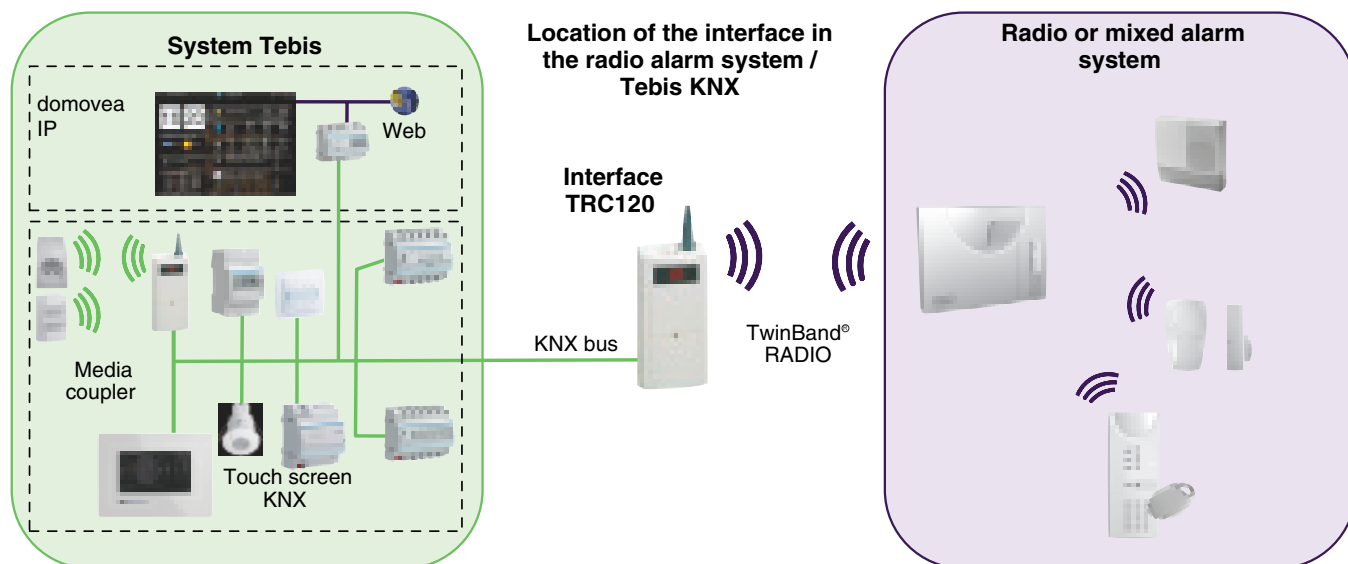 System Tebis
domovea
IP
Web
Media
coupler
Touch screen
KNX
Location of the interface in
the radio alarm system /
Tebis KNX
Interface
TRC120
KNX bus
TwinBand®
RADIO
Radio or mixed alarm
system